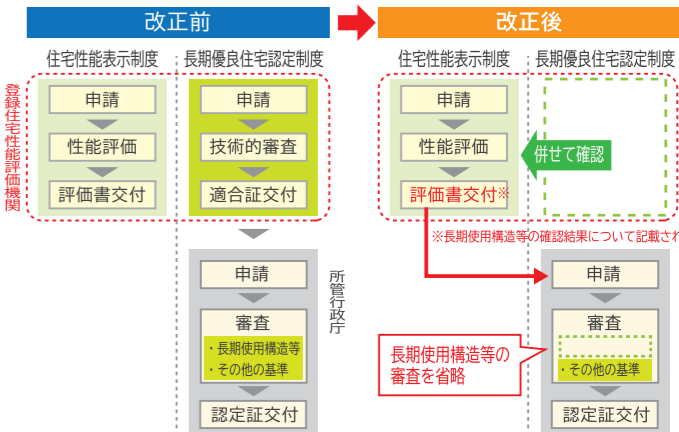 改正前
改正後
住宅性能表示制度
長期優良住宅認定制度
住宅性能表示制度
長期優良住宅認定制度
登録住宅性能評価機関
申請
性能評価
評価書交付
申請
技術的審査
適合証交付
申請
性能評価
評価書交付※
併せて確認
※長期使用構造等の確認結果について記載され
所管行政庁
申請
審査
・長期使用構造等
・その他の基準
認定証交付
長期使用構造等の
審査を省略
申請
審査
・その他の基準
認定証交付